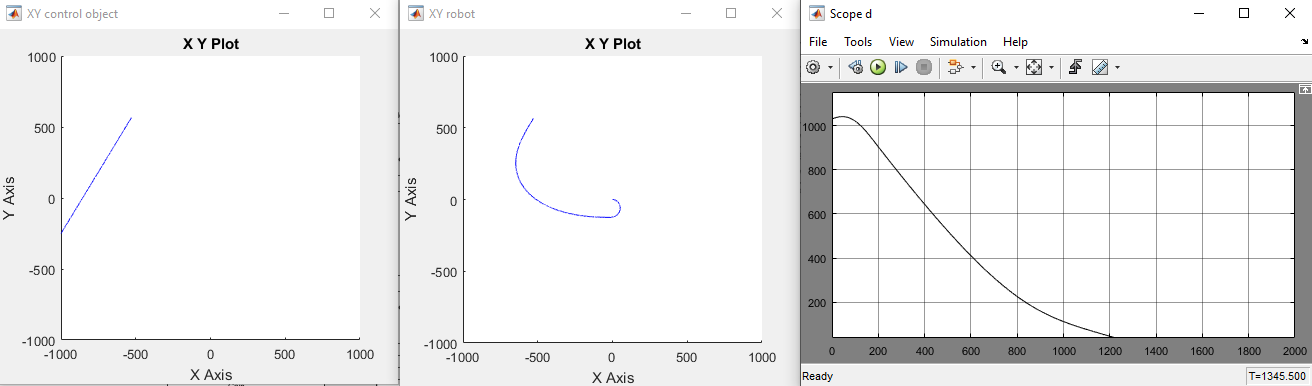 XY control object
X Y Plot
1000
500
0
-500
-1000
-1000
-500
0
500
1000
X Axis
Y Axis
XY robot
X Y Plot
1000
500
0
-500
-1000
-1000
-500
0
500
1000
X Axis
Y Axis
Scope d
File Tools View Simulation Help
1000
800
600
400
200
0 200 400 600 800 1000 1200 1400 1600 1800 2000
Ready
T=1345.500